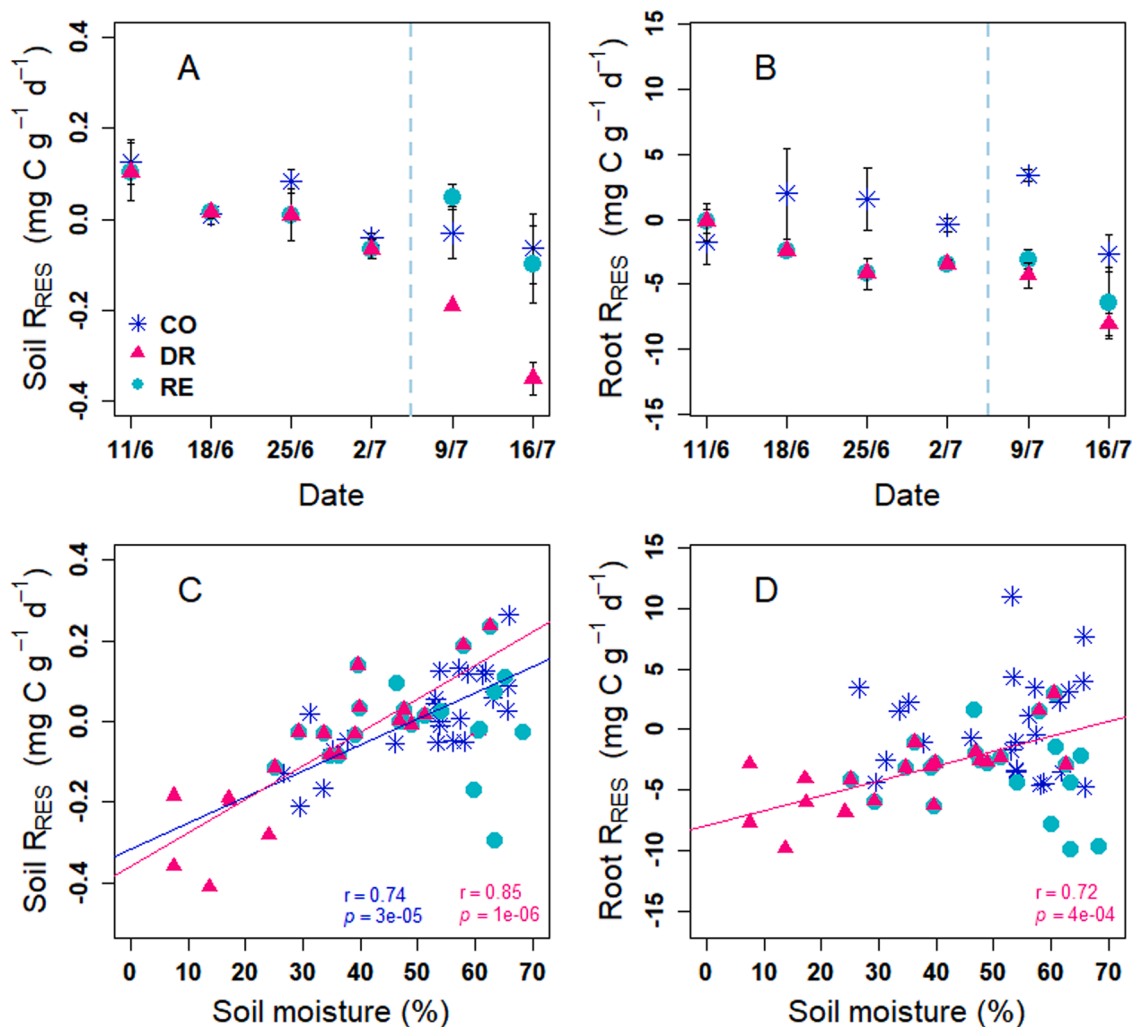 A
Soil R_RES (mg C g⁻¹ d⁻¹)
0.4
0.2
0.0
-0.2
-0.4
CO
DR
RE
11/6 18/6 25/6 2/7 9/7 16/7
Date
B
Root R_RES (mg C g⁻¹ d⁻¹)
15
10
5
0
-5
-10
-15
11/6 18/6 25/6 2/7 9/7 16/7
Date
C
Soil R_RES (mg C g⁻¹ d⁻¹)
0.4
0.2
0.0
-0.2
-0.4
r = 0.74
p = 3e-05
r = 0.85
p = 1e-06
0 10 20 30 40 50 60 70
Soil moisture (%)
D
Root R_RES (mg C g⁻¹ d⁻¹)
15
10
5
0
-5
-10
-15
r = 0.72
p = 4e-04
0 10 20 30 40 50 60 70
Soil moisture (%)